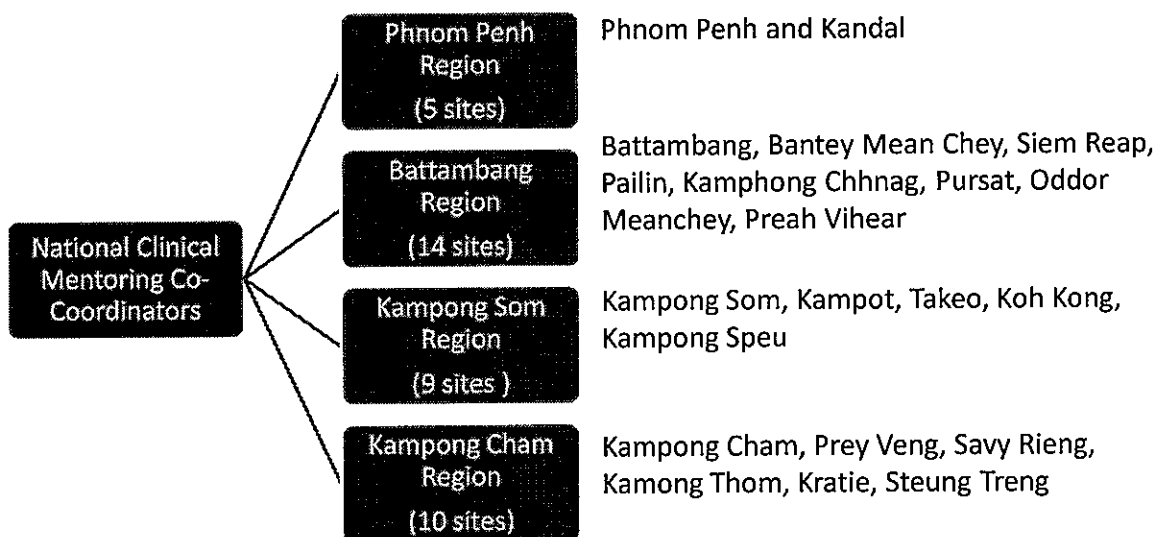 National Clinical
Mentoring Co-
Coordinators
Phnom Penh
Region
(5 sites)
Phnom Penh and Kandal
Battambang
Region
(14 sites)
Battambang, Bantey Mean Chey, Siem Reap,
Pailin, Kamphong Chhnag, Pursat, Oddor
Meanchey, Preah Vihear
Kampong Som
Region
(9 sites )
Kampong Som, Kampot, Takeo, Koh Kong,
Kampong Speu
Kampong Cham
Region
(10 sites)
Kampong Cham, Prey Veng, Savy Rieng,
Kamong Thom, Kratie, Steung Treng